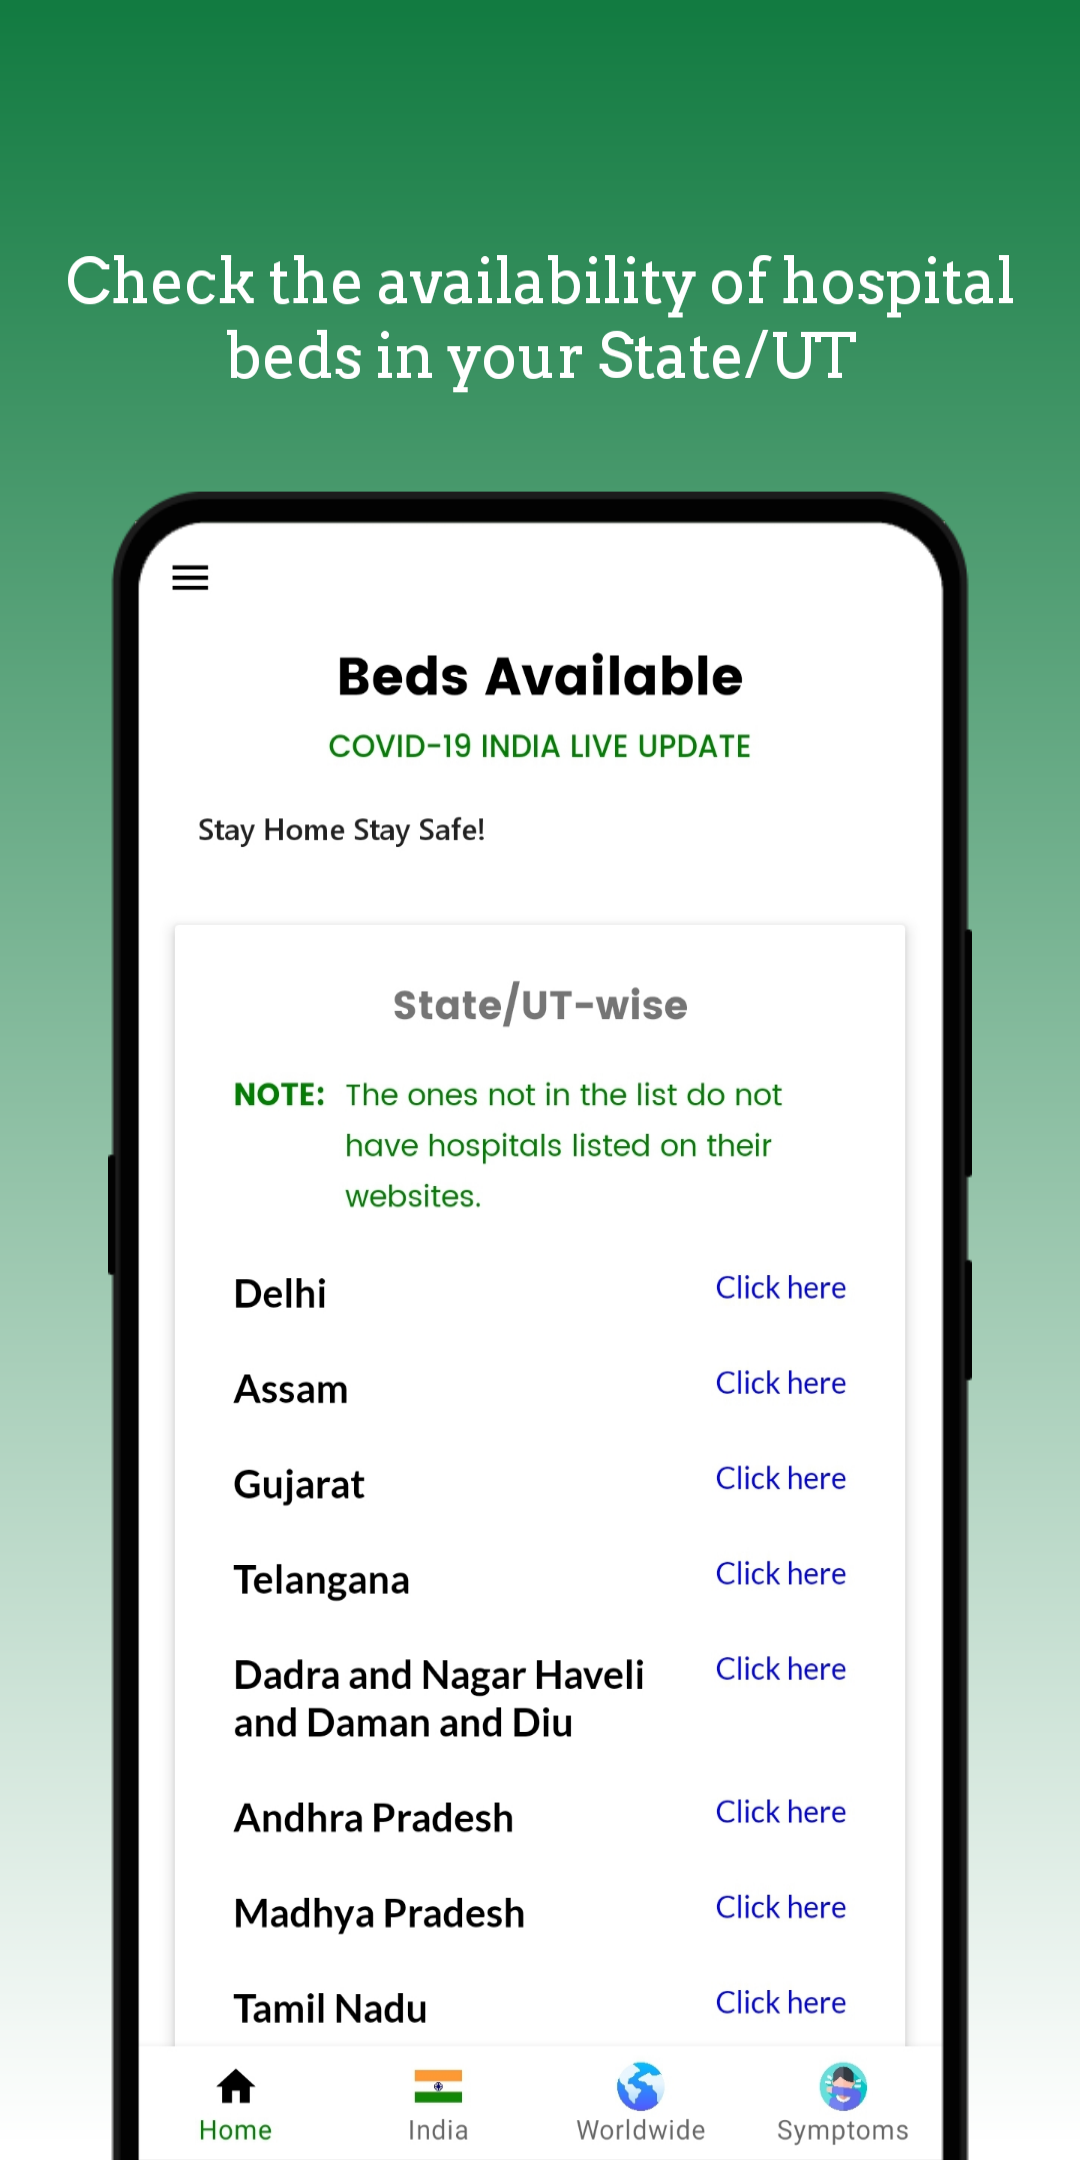 Check the availability of hospital
beds in your State/UT
Beds Available
COVID-19 INDIA LIVE UPDATE
Stay Home Stay Safe!
State/UT-wise
NOTE: The ones not in the list do not
have hospitals listed on their
websites.
Delhi Click here
Assam Click here
Gujarat Click here
Telangana Click here
Dadra and Nagar Haveli Click here
and Daman and Diu
Andhra Pradesh Click here
Madhya Pradesh Click here
Tamil Nadu Click here
Home India Worldwide Symptoms